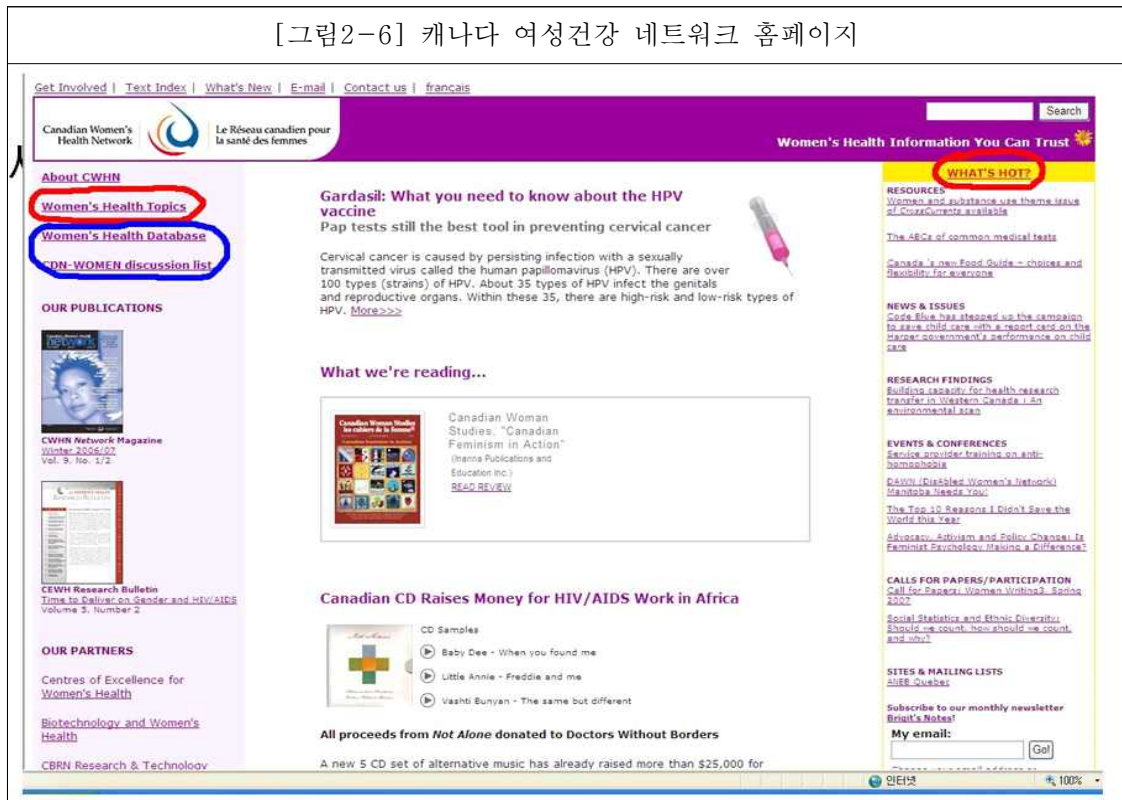 [그림2-6] 캐나다 여성건강 네트워크 홈페이지
Get Involved | Text Index | What's New | E-mail | Contact us | français
Canadian Women's
Health Network
Le Réseau canadien pour
la santé des femmes
Search
Women's Health Information You Can Trust
About CWHN
Women's Health Topics
Women's Health Database
CDN-WOMEN discussion list
OUR PUBLICATIONS
network
CWHN Network Magazine
Winter 2006/07
Vol. 9, No. 1/2
CEWH Research Bulletin
Time to Deliver on Gender and HIV/AIDS
Volume 5, Number 2
OUR PARTNERS
Centres of Excellence for
Women's Health
Biotechnology and Women's
Health
CBRN Research & Technology
Gardasil: What you need to know about the HPV
vaccine
Pap tests still the best tool in preventing cervical cancer
Cervical cancer is caused by persisting infection with a sexually
transmitted virus called the human papillomavirus (HPV). There are over
100 types (strains) of HPV. About 35 types of HPV infect the genitals
and reproductive organs. Within these 35, there are high-risk and low-risk types of
HPV. More>>>
What we're reading...
Canadian Woman Studies
les cahiers de la femme
Canadian Woman
Studies, "Canadian
Feminism in Action"
(Inanna Publications and
Education Inc.)
READ REVIEW
Canadian CD Raises Money for HIV/AIDS Work in Africa
CD Samples
Baby Dee - When you found me
Little Annie - Freddie and me
Vashti Bunyan - The same but different
All proceeds from Not Alone donated to Doctors Without Borders
A new 5 CD set of alternative music has already raised more than $25,000 for
WHAT'S HOT?
RESOURCES
Women and substance use theme issue
of CrossCurrents available
The ABCs of common medical tests
Canada's new Food Guide - choices and
flexibility for everyone
NEWS & ISSUES
Code Blue has stepped up the campaign
to save child care with a report card on the
Harper government's performance on child
care
RESEARCH FINDINGS
Building capacity for health research
transfer in Western Canada : An
environmental scan
EVENTS & CONFERENCES
Service provider training on anti-
homophobia
DAWN (DisAbled Women's Network)
Manitoba Needs You!
The Top 10 Reasons I Didn't Save the
World this Year
Advocacy, Activism and Policy Change: Is
Feminist Psychology Making a Difference?
CALLS FOR PAPERS/PARTICIPATION
Call for Papers: Women Writing3, Spring
2007
Social Statistics and Ethnic Diversity:
Should we count, how should we count,
and why?
SITES & MAILING LISTS
ANEB Quebec
Subscribe to our monthly newsletter
Brigit's Notes!
My email:
Go!
인터넷
100%